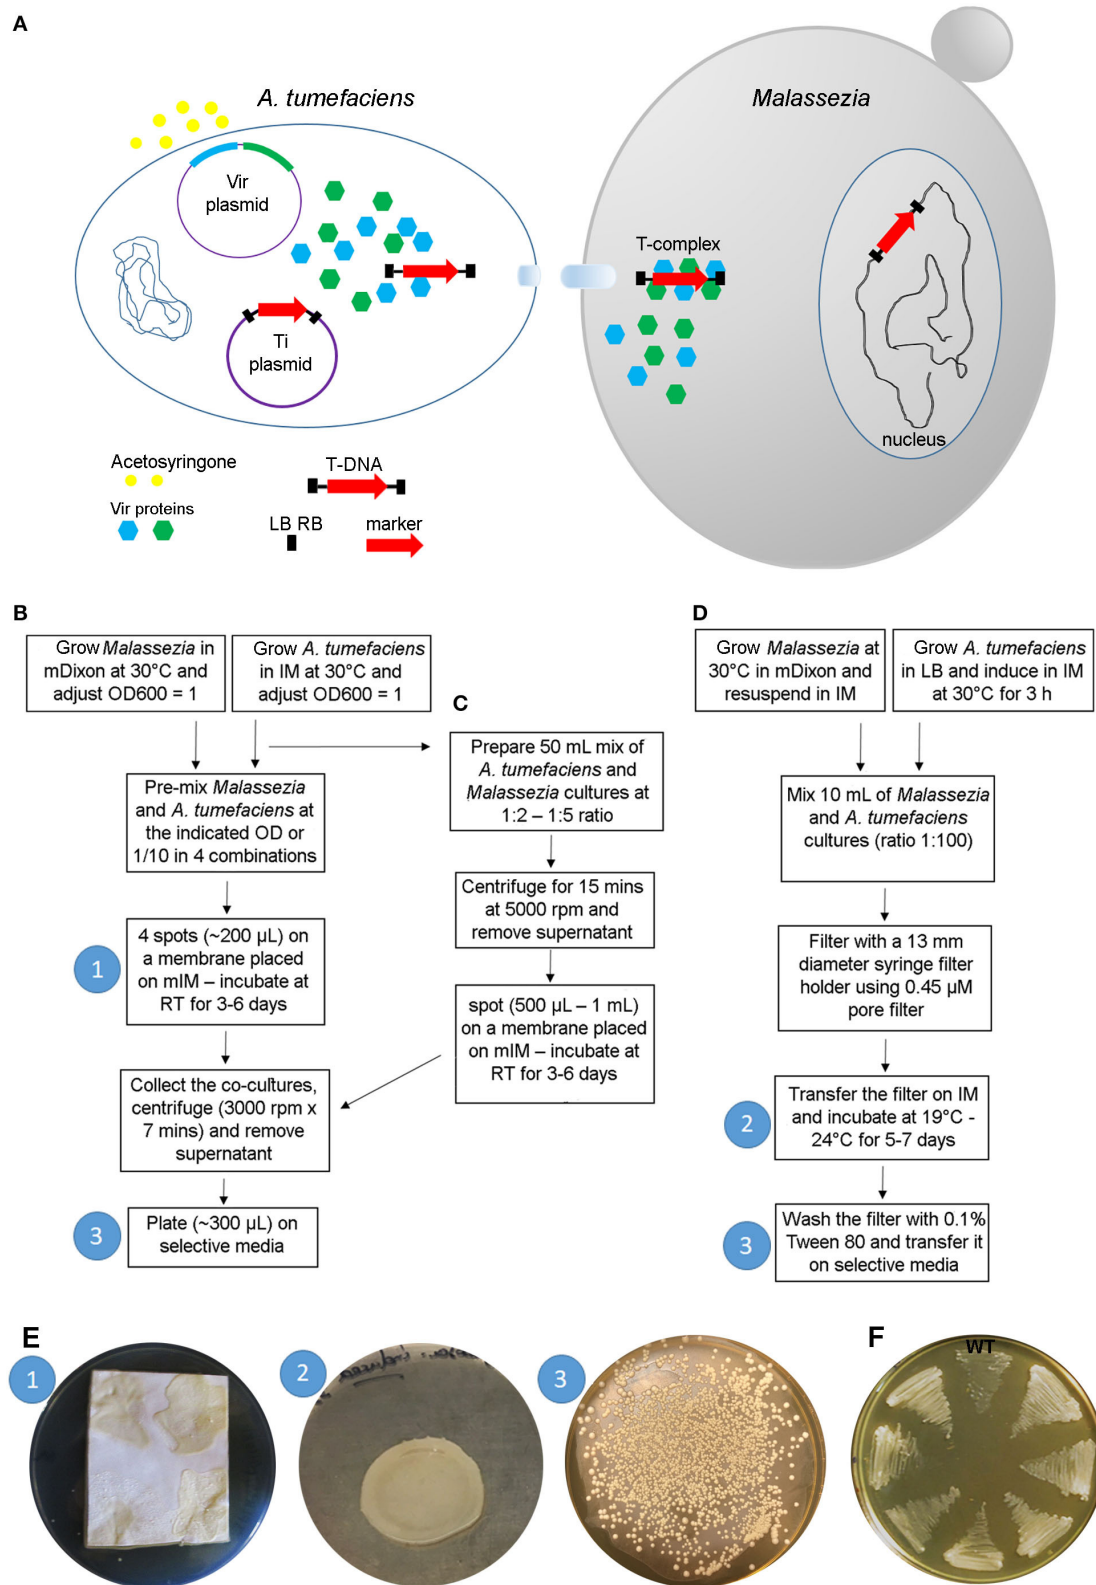 A
A. tumefaciens
Malassezia
Vir
plasmid
T-complex
Ti
plasmid
nucleus
Acetosyringone
T-DNA
Vir proteins
LB RB
marker
B
Grow Malassezia in
mDixon at 30°C and
adjust OD600 = 1
Grow A. tumefaciens
in IM at 30°C and
adjust OD600 = 1
Pre-mix Malassezia
and A. tumefaciens at
the indicated OD or
1/10 in 4 combinations
1
4 spots (~200 µL) on
a membrane placed
on mIM – incubate at
RT for 3-6 days
Collect the co-cultures,
centrifuge (3000 rpm x
7 mins) and remove
supernatant
3
Plate (~300 µL) on
selective media
C
Prepare 50 mL mix of
A. tumefaciens and
Malassezia cultures at
1:2 – 1:5 ratio
Centrifuge for 15 mins
at 5000 rpm and
remove supernatant
spot (500 µL – 1 mL)
on a membrane placed
on mIM – incubate at
RT for 3-6 days
D
Grow Malassezia at
30°C in mDixon and
resuspend in IM
Grow A. tumefaciens
in LB and induce in IM
at 30°C for 3 h
Mix 10 mL of Malassezia
and A. tumefaciens
cultures (ratio 1:100)
Filter with a 13 mm
diameter syringe filter
holder using 0.45 µM
pore filter
2
Transfer the filter on IM
and incubate at 19°C -
24°C for 5-7 days
3
Wash the filter with 0.1%
Tween 80 and transfer it
on selective media
E
1
2
3
F
WT